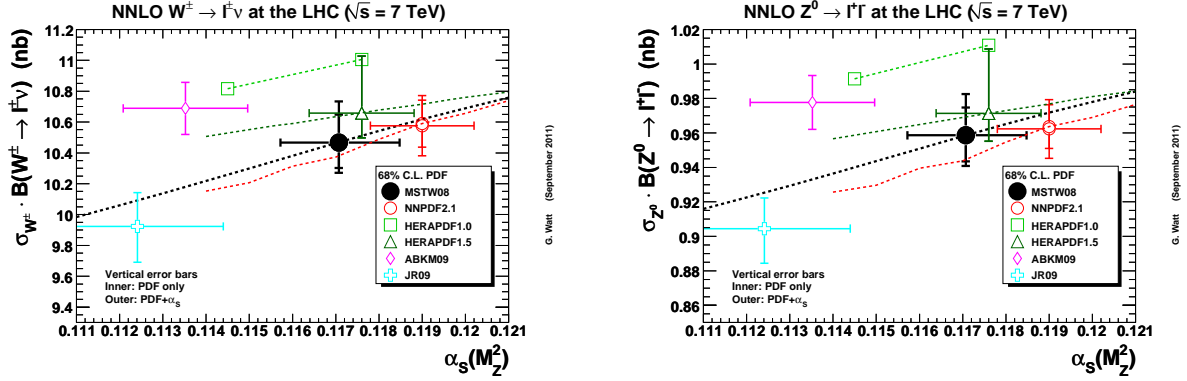 NNLO W± → l±ν at the LHC (√s = 7 TeV)
σW± · B(W± → l±ν) (nb)
11.2
11
10.8
10.6
10.4
10.2
10
9.8
9.6
9.4
68% C.L. PDF
MSTW08
NNPDF2.1
HERAPDF1.0
HERAPDF1.5
ABKM09
JR09
Vertical error bars
Inner: PDF only
Outer: PDF+αS
0.111 0.112 0.113 0.114 0.115 0.116 0.117 0.118 0.119 0.12 0.121
αS(M²Z)
G. Watt (September 2011)
NNLO Z⁰ → l⁺l⁻ at the LHC (√s = 7 TeV)
σZ⁰ · B(Z⁰ → l⁺l⁻) (nb)
1.02
1
0.98
0.96
0.94
0.92
0.9
0.88
0.86
68% C.L. PDF
MSTW08
NNPDF2.1
HERAPDF1.0
HERAPDF1.5
ABKM09
JR09
Vertical error bars
Inner: PDF only
Outer: PDF+αS
0.111 0.112 0.113 0.114 0.115 0.116 0.117 0.118 0.119 0.12 0.121
αS(M²Z)
G. Watt (September 2011)